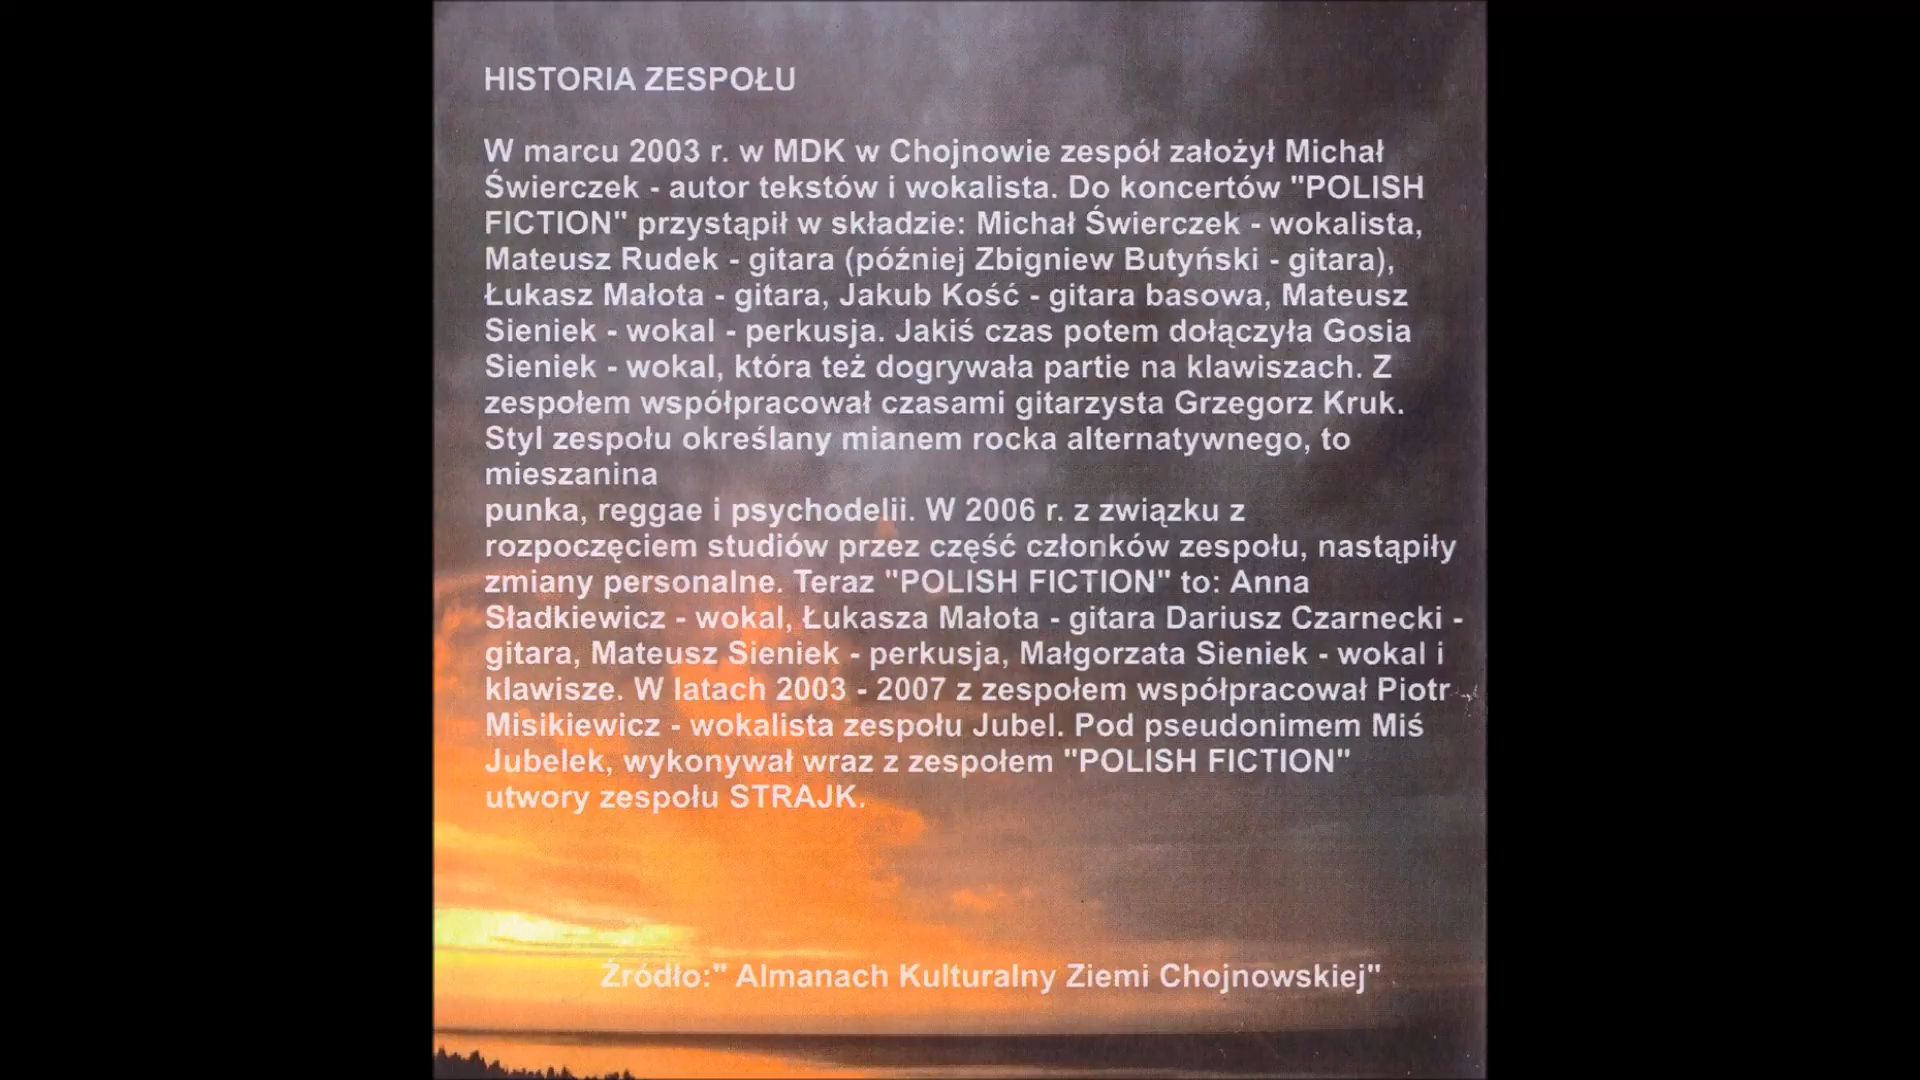 HISTORIA ZESPOŁU
W marcu 2003 r. w MDK w Chojnowie zespół założył Michał
Świerczek - autor tekstów i wokalista. Do koncertów "POLISH
FICTION" przystąpił w składzie: Michał Świerczek - wokalista,
Mateusz Rudek - gitara (później Zbigniew Butyński - gitara),
Łukasz Małota - gitara, Jakub Kość - gitara basowa, Mateusz
Sieniek - wokal - perkusja. Jakiś czas potem dołączyła Gosia
Sieniek - wokal, która też dogrywała partie na klawiszach. Z
zespołem współpracował czasami gitarzysta Grzegorz Kruk.
Styl zespołu określany mianem rocka alternatywnego, to
mieszanina
punka, reggae i psychodelii. W 2006 r. z związku z
rozpoczęciem studiów przez część członków zespołu, nastąpiły
zmiany personalne. Teraz "POLISH FICTION" to: Anna
Sładkiewicz - wokal, Łukasza Małota - gitara Dariusz Czarnecki -
gitara, Mateusz Sieniek - perkusja, Małgorzata Sieniek - wokal i
klawisze. W latach 2003 - 2007 z zespołem współpracował Piotr
Misikiewicz - wokalista zespołu Jubel. Pod pseudonimem Miś
Jubelek, wykonywał wraz z zespołem "POLISH FICTION"
utwory zespołu STRAJK.
Źródło:" Almanach Kulturalny Ziemi Chojnowskiej"